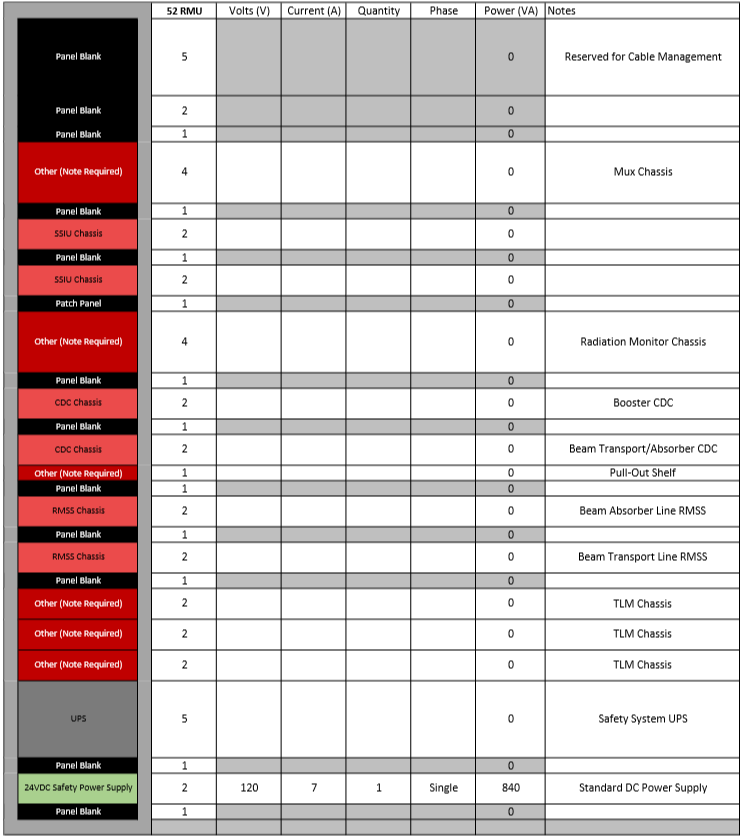 52 RMU Volts (V) Current (A) Quantity Phase Power (VA) Notes
Panel Blank 5 0 Reserved for Cable Management
Panel Blank 2 0
Panel Blank 1 0
Other (Note Required) 4 0 Mux Chassis
Panel Blank 1 0
SSIU Chassis 2 0
Panel Blank 1 0
SSIU Chassis 2 0
Patch Panel 1 0
Other (Note Required) 4 0 Radiation Monitor Chassis
Panel Blank 1 0
CDC Chassis 2 0 Booster CDC
Panel Blank 1 0
CDC Chassis 2 0 Beam Transport/Absorber CDC
Other (Note Required) 1 0 Pull-Out Shelf
Panel Blank 1 0
RMSS Chassis 2 0 Beam Absorber Line RMSS
Panel Blank 1 0
RMSS Chassis 2 0 Beam Transport Line RMSS
Panel Blank 1 0
Other (Note Required) 2 0 TLM Chassis
Other (Note Required) 2 0 TLM Chassis
Other (Note Required) 2 0 TLM Chassis
UPS 5 0 Safety System UPS
Panel Blank 1 0
24VDC Safety Power Supply 2 120 7 1 Single 840 Standard DC Power Supply
Panel Blank 1 0